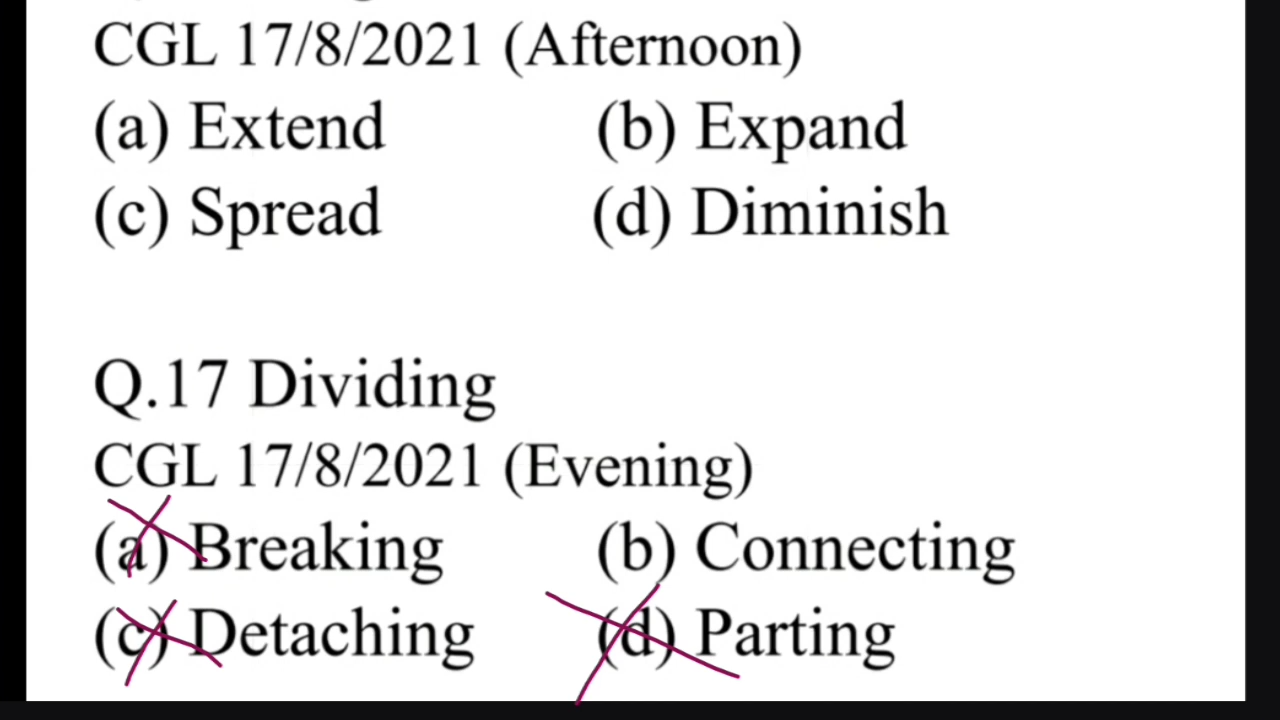 CGL 17/8/2021 (Afternoon)
(a) Extend (b) Expand
(c) Spread (d) Diminish
Q.17 Dividing
CGL 17/8/2021 (Evening)
(a) Breaking (b) Connecting
(c) Detaching (d) Parting